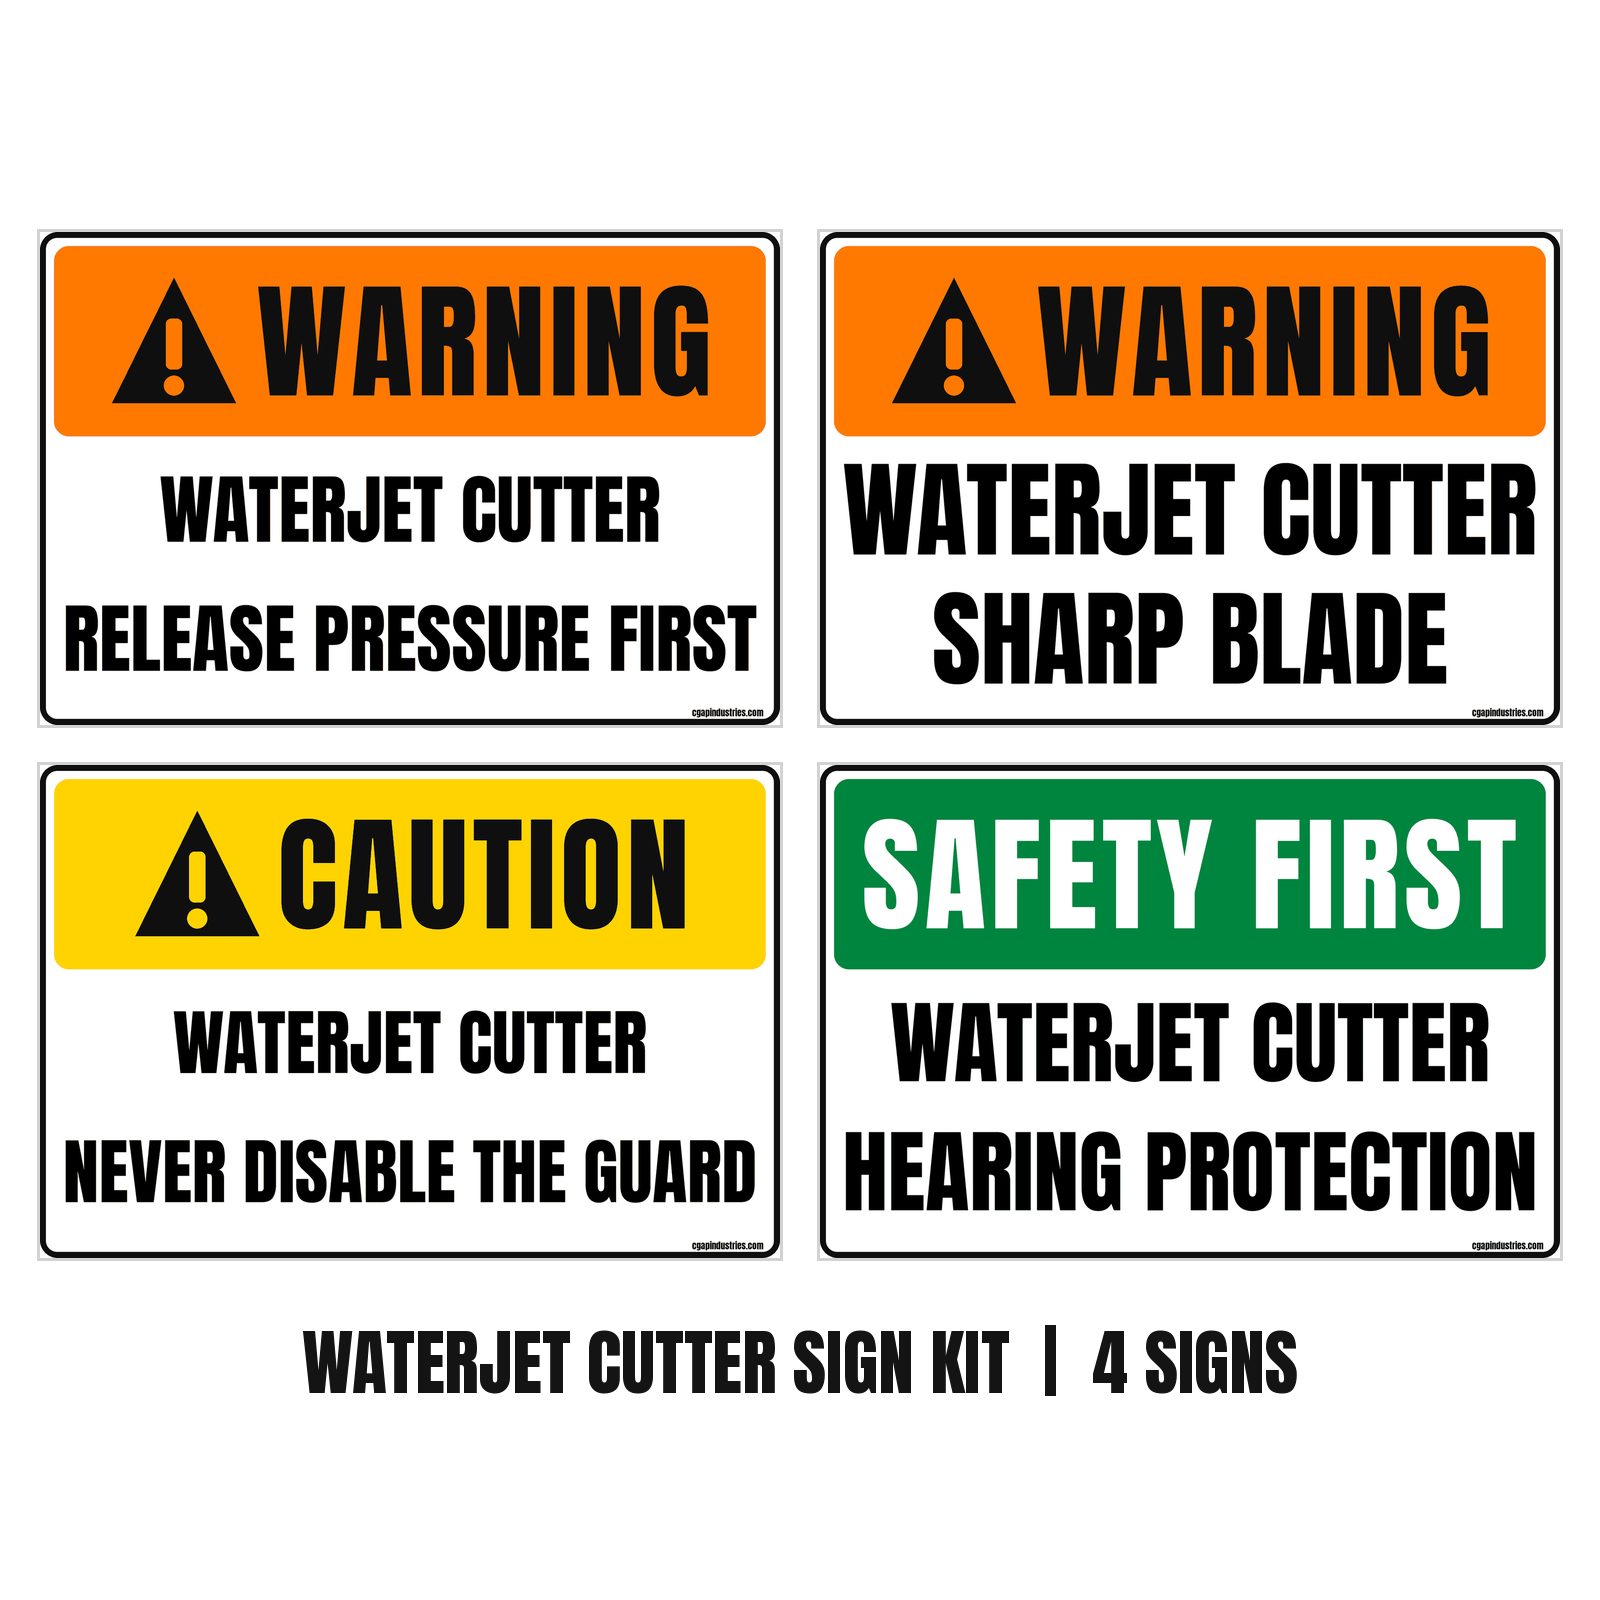 WARNING
WATERJET CUTTER
RELEASE PRESSURE FIRST
cgapindustries.com
WARNING
WATERJET CUTTER
SHARP BLADE
cgapindustries.com
CAUTION
WATERJET CUTTER
NEVER DISABLE THE GUARD
cgapindustries.com
SAFETY FIRST
WATERJET CUTTER
HEARING PROTECTION
cgapindustries.com
WATERJET CUTTER SIGN KIT | 4 SIGNS